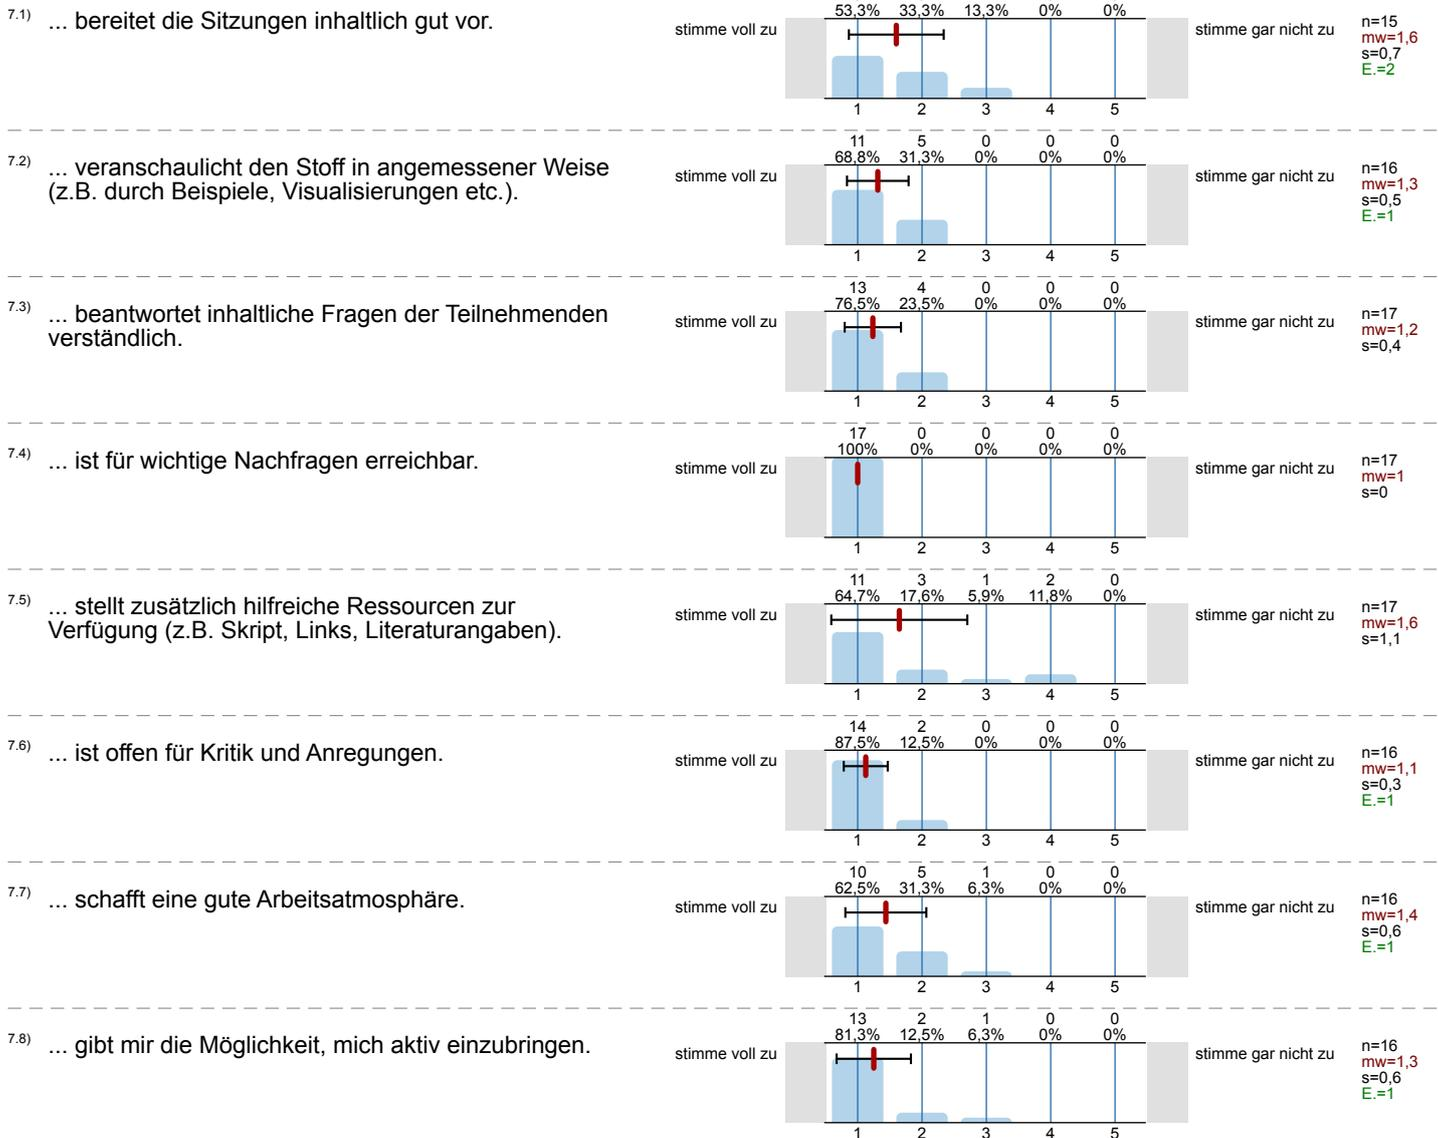 53,3% 33,3% 13,3% 0% 0%
7.1) ... bereitet die Sitzungen inhaltlich gut vor.
stimme voll zu
stimme gar nicht zu
n=15
mw=1,6
s=0,7
E.=2
1 2 3 4 5
11 5 0 0 0
68,8% 31,3% 0% 0% 0%
7.2) ... veranschaulicht den Stoff in angemessener Weise
(z.B. durch Beispiele, Visualisierungen etc.).
stimme voll zu
stimme gar nicht zu
n=16
mw=1,3
s=0,5
E.=1
1 2 3 4 5
13 4 0 0 0
76,5% 23,5% 0% 0% 0%
7.3) ... beantwortet inhaltliche Fragen der Teilnehmenden
verständlich.
stimme voll zu
stimme gar nicht zu
n=17
mw=1,2
s=0,4
1 2 3 4 5
17 0 0 0 0
100% 0% 0% 0% 0%
7.4) ... ist für wichtige Nachfragen erreichbar.
stimme voll zu
stimme gar nicht zu
n=17
mw=1
s=0
1 2 3 4 5
11 3 1 2 0
64,7% 17,6% 5,9% 11,8% 0%
7.5) ... stellt zusätzlich hilfreiche Ressourcen zur
Verfügung (z.B. Skript, Links, Literaturangaben).
stimme voll zu
stimme gar nicht zu
n=17
mw=1,6
s=1,1
1 2 3 4 5
14 2 0 0 0
87,5% 12,5% 0% 0% 0%
7.6) ... ist offen für Kritik und Anregungen.
stimme voll zu
stimme gar nicht zu
n=16
mw=1,1
s=0,3
E.=1
1 2 3 4 5
10 5 1 0 0
62,5% 31,3% 6,3% 0% 0%
7.7) ... schafft eine gute Arbeitsatmosphäre.
stimme voll zu
stimme gar nicht zu
n=16
mw=1,4
s=0,6
E.=1
1 2 3 4 5
13 2 1 0 0
81,3% 12,5% 6,3% 0% 0%
7.8) ... gibt mir die Möglichkeit, mich aktiv einzubringen.
stimme voll zu
stimme gar nicht zu
n=16
mw=1,3
s=0,6
E.=1
1 2 3 4 5